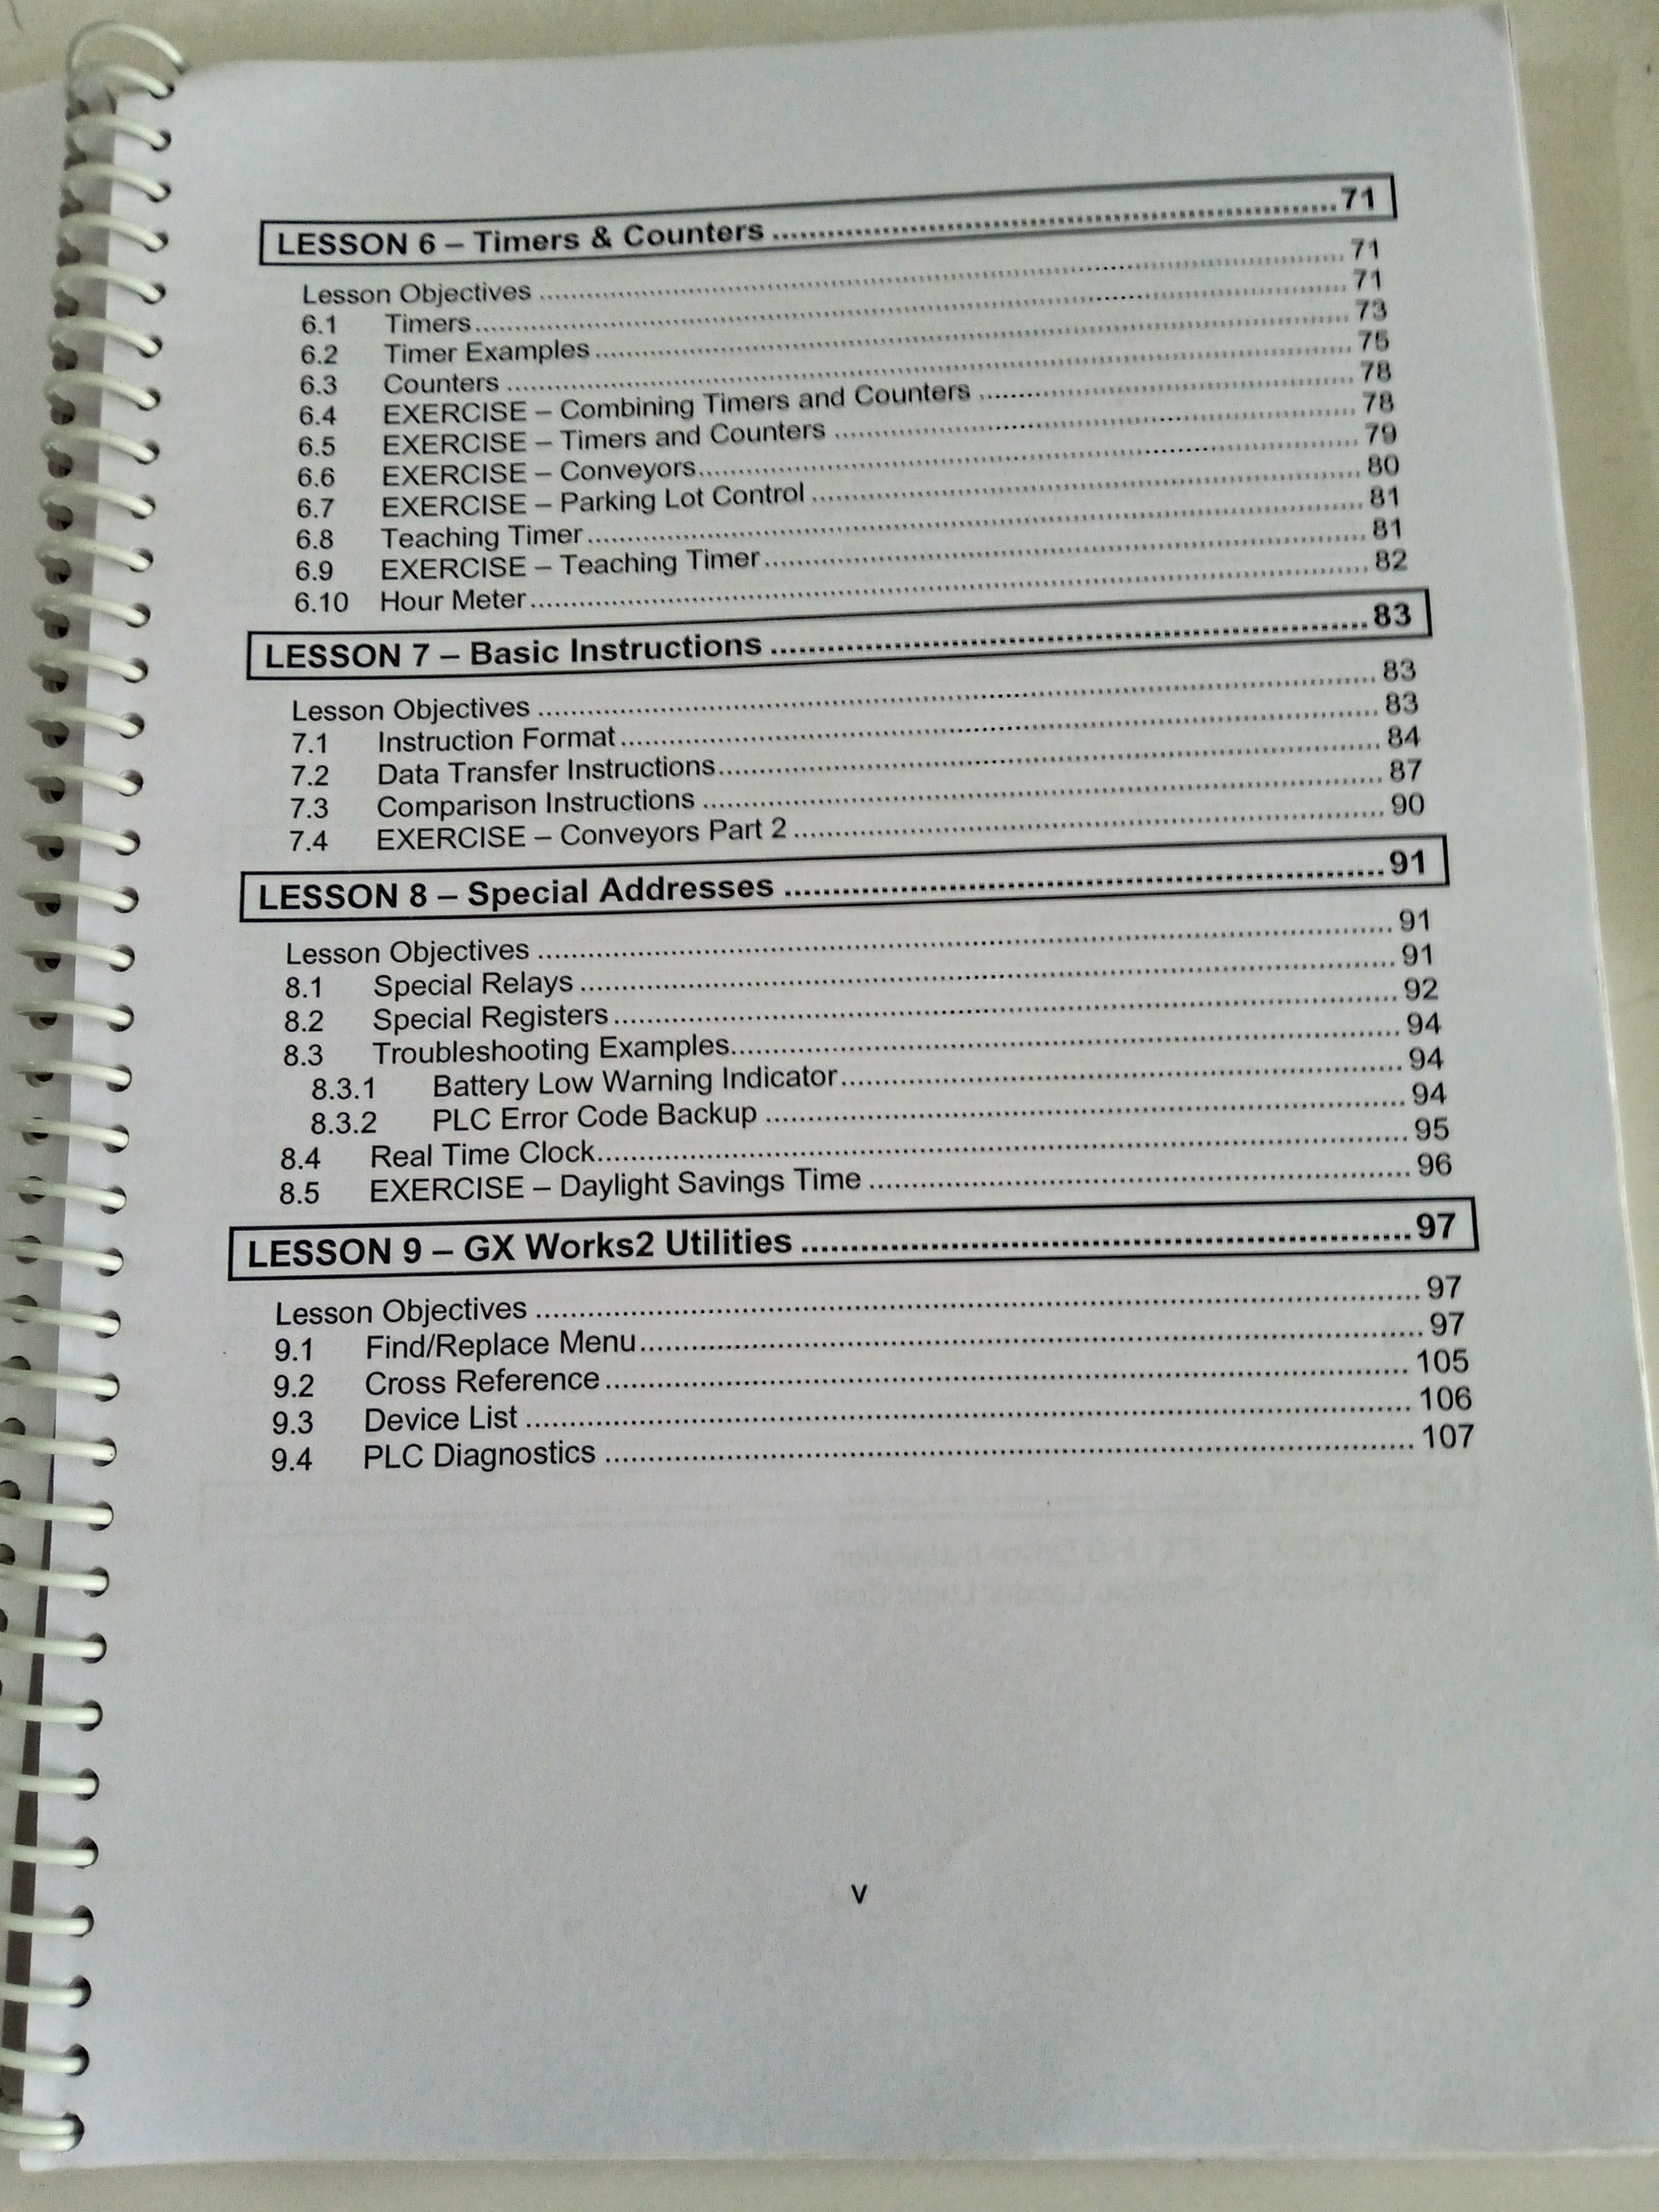 LESSON 6 – Timers & Counters ........................................ 71
Lesson Objectives ........................................ 71
6.1 Timers ........................................ 71
6.2 Timer Examples ........................................ 73
6.3 Counters ........................................ 75
6.4 EXERCISE – Combining Timers and Counters ........................................ 78
6.5 EXERCISE – Timers and Counters ........................................ 78
6.6 EXERCISE – Conveyors ........................................ 79
6.7 EXERCISE – Parking Lot Control ........................................ 80
6.8 Teaching Timer ........................................ 81
6.9 EXERCISE – Teaching Timer ........................................ 81
6.10 Hour Meter ........................................ 82
LESSON 7 – Basic Instructions ........................................ 83
Lesson Objectives ........................................ 83
7.1 Instruction Format ........................................ 83
7.2 Data Transfer Instructions ........................................ 84
7.3 Comparison Instructions ........................................ 87
7.4 EXERCISE – Conveyors Part 2 ........................................ 90
LESSON 8 – Special Addresses ........................................ 91
Lesson Objectives ........................................ 91
8.1 Special Relays ........................................ 91
8.2 Special Registers ........................................ 92
8.3 Troubleshooting Examples ........................................ 94
8.3.1 Battery Low Warning Indicator ........................................ 94
8.3.2 PLC Error Code Backup ........................................ 94
8.4 Real Time Clock ........................................ 95
8.5 EXERCISE – Daylight Savings Time ........................................ 96
LESSON 9 – GX Works2 Utilities ........................................ 97
Lesson Objectives ........................................ 97
9.1 Find/Replace Menu ........................................ 97
9.2 Cross Reference ........................................ 105
9.3 Device List ........................................ 106
9.4 PLC Diagnostics ........................................ 107
v